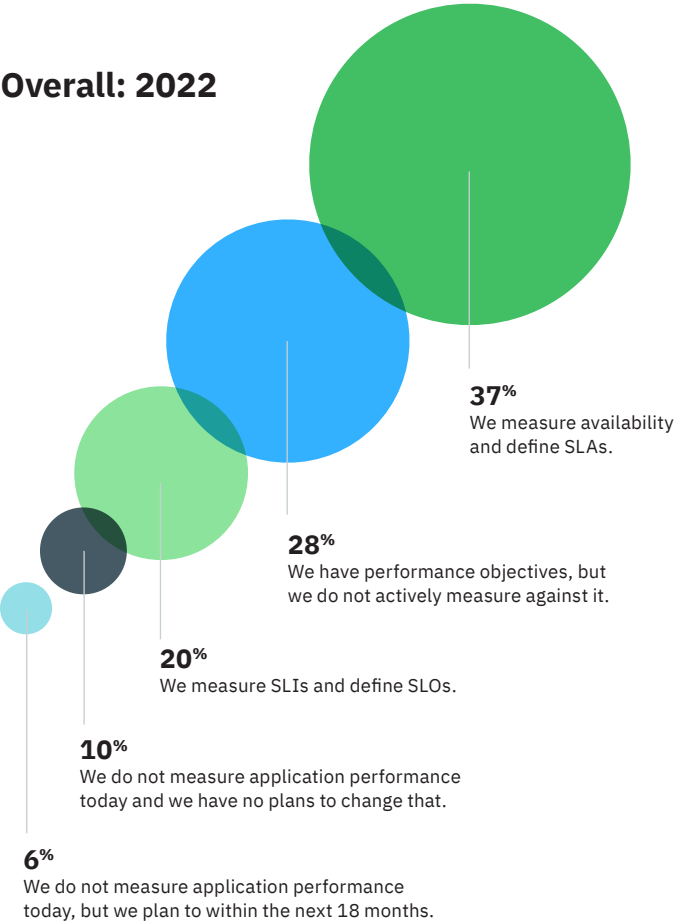 Overall: 2022
37%
We measure availability
and define SLAs.
28%
We have performance objectives, but
we do not actively measure against it.
20%
We measure SLIs and define SLOs.
10%
We do not measure application performance
today and we have no plans to change that.
6%
We do not measure application performance
today, but we plan to within the next 18 months.